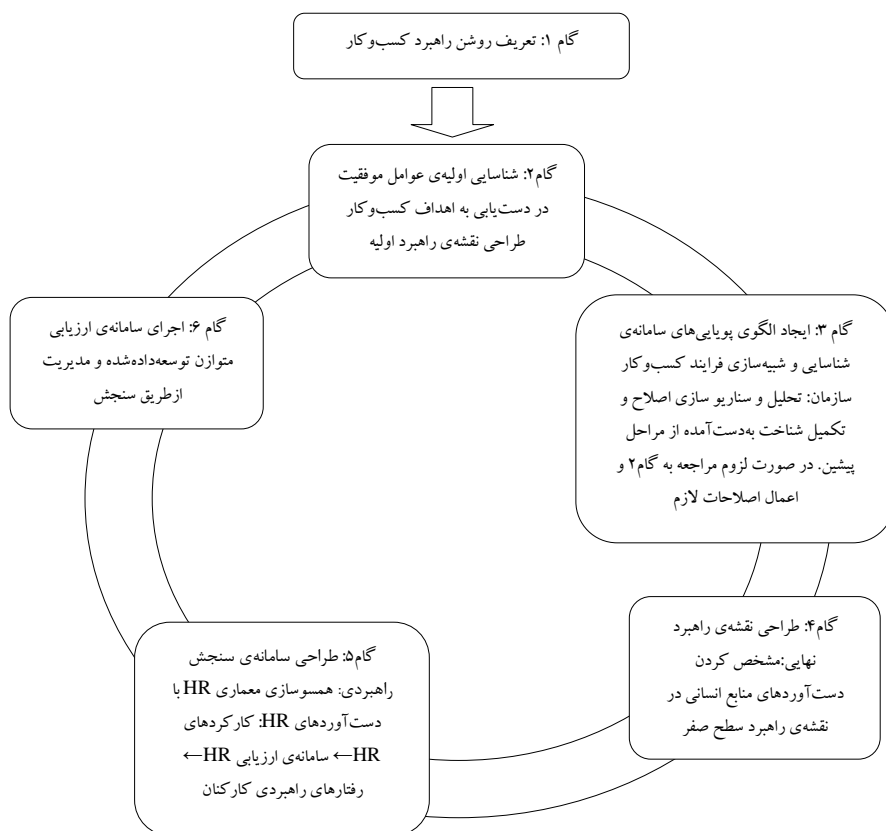 گام ۱: تعریف روشن راهبرد کسب‌وکار
گام۲: شناسایی اولیه‌ی عوامل موفقیت
در دست‌یابی به اهداف کسب‌وکار
طراحی نقشه‌ی راهبرد اولیه
گام ۳: ایجاد الگوی پویایی‌های سامانه‌ی
شناسایی و شبیه‌سازی فرایند کسب‌وکار
سازمان: تحلیل و سناریو سازی اصلاح و
تکمیل شناخت به‌دست‌آمده از مراحل
پیشین. در صورت لزوم مراجعه به گام۲ و
اعمال اصلاحات لازم
گام۴: طراحی نقشه‌ی راهبرد
نهایی:مشخص کردن
دست‌آوردهای منابع انسانی در
نقشه‌ی راهبرد سطح صفر
گام۵: طراحی سامانه‌ی سنجش
راهبردی: همسوسازی معماری HR با
دست‌آوردهای HR: کارکردهای
HR← سامانه‌ی ارزیابی HR←
رفتارهای راهبردی کارکنان
گام ۶: اجرای سامانه‌ی ارزیابی
متوازن توسعه‌داده‌شده و مدیریت
ازطریق سنجش